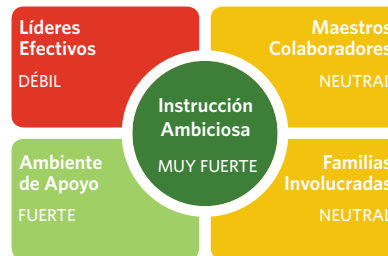 Líderes
Efectivos
DÉBIL
Maestros
Colaboradores
NEUTRAL
Instrucción
Ambiciosa
MUY FUERTE
Ambiente
de Apoyo
FUERTE
Familias
Involucradas
NEUTRAL